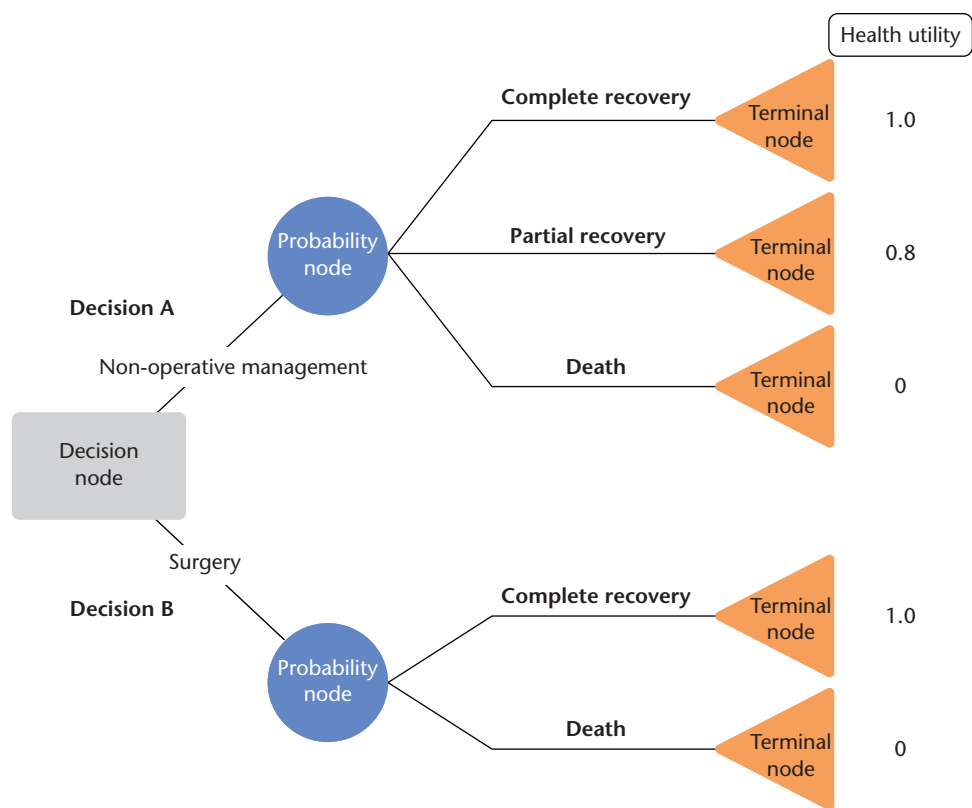 Health utility
Complete recovery
Terminal
node
1.0
Probability
node
Partial recovery
Terminal
node
0.8
Decision A
Non-operative management
Death
Terminal
node
0
Decision
node
Surgery
Decision B
Complete recovery
Terminal
node
1.0
Probability
node
Death
Terminal
node
0